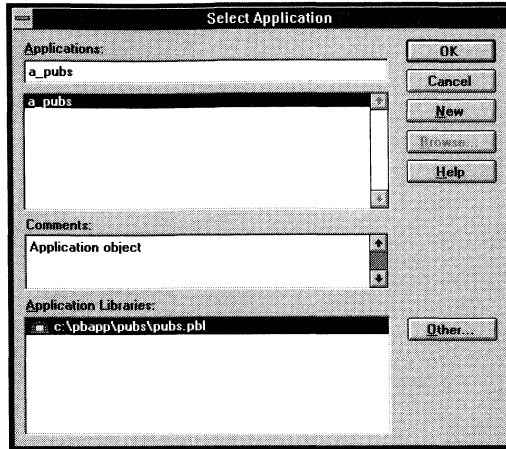 Select Application
Applications:
a_pubs
a_pubs
Comments:
Application object
Application Libraries:
c:\pbapp\pubs\pubs.pbl
OK
Cancel
New
Browse...
Help
Other...